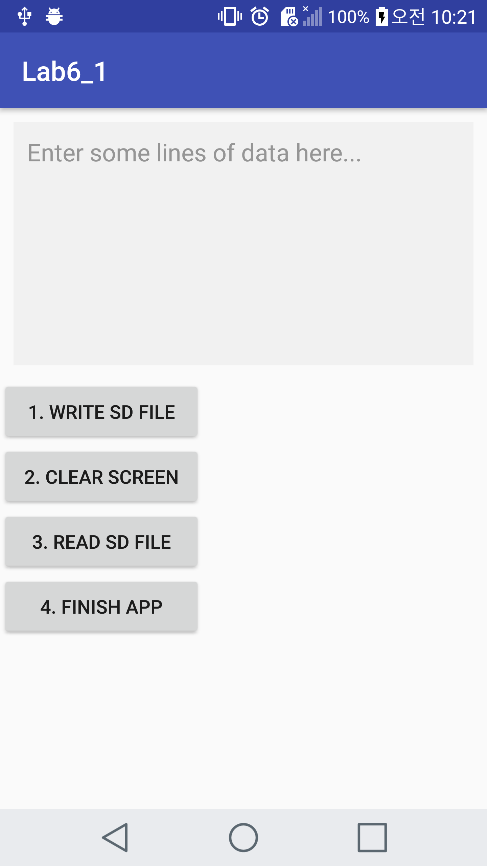 100% 오전 10:21
Lab6_1
Enter some lines of data here...
1. WRITE SD FILE
2. CLEAR SCREEN
3. READ SD FILE
4. FINISH APP